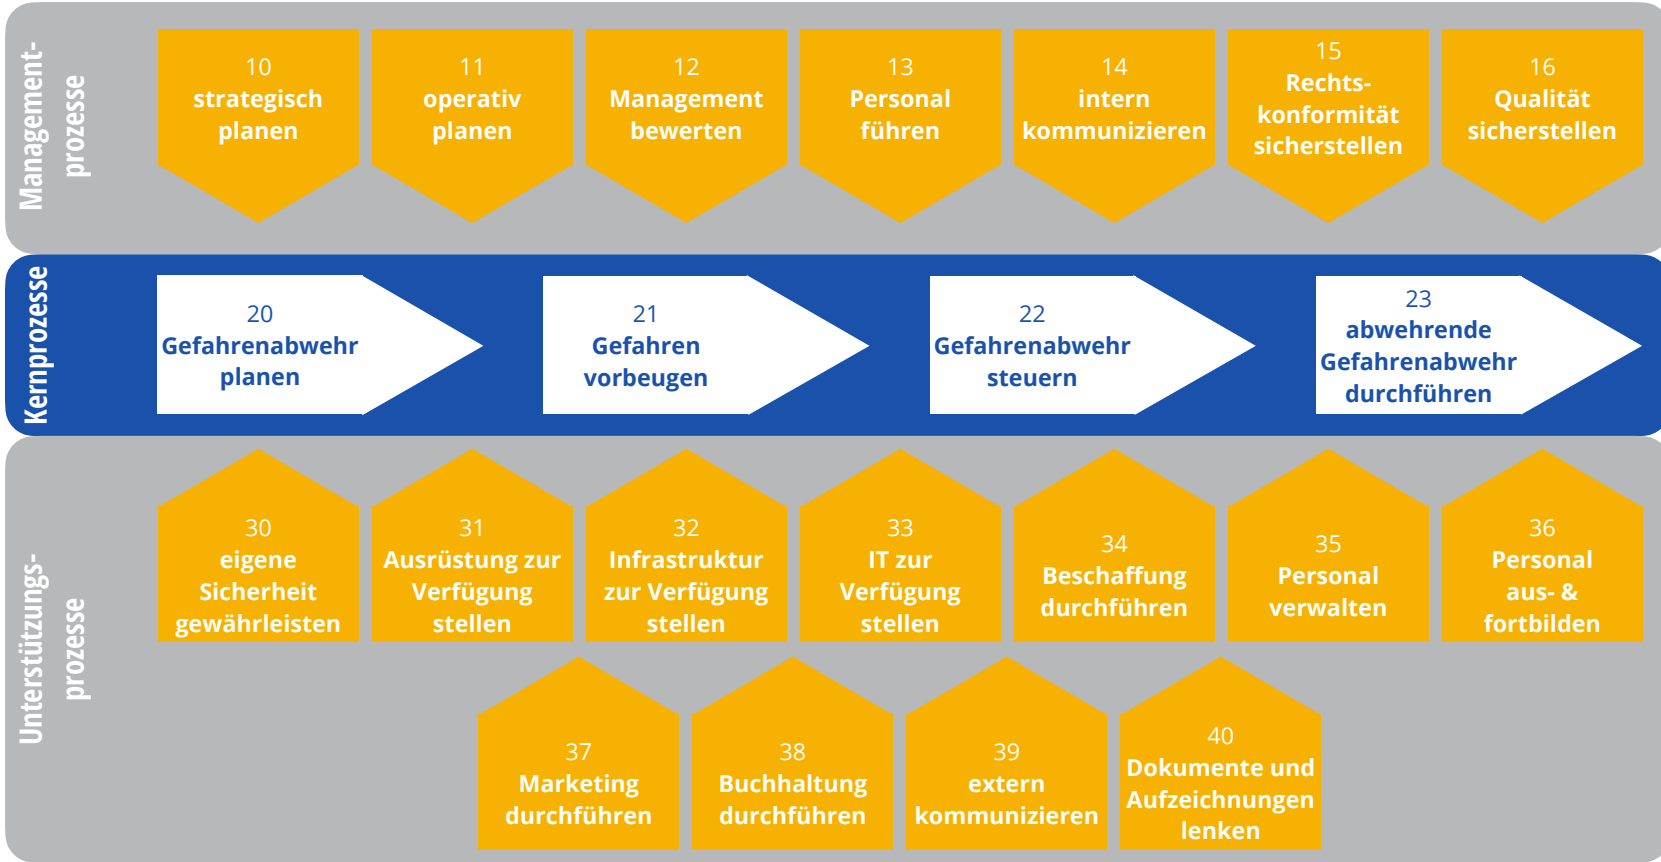 Management-
prozesse
10
strategisch
planen
11
operativ
planen
12
Management
bewerten
13
Personal
führen
14
intern
kommunizieren
15
Rechts-
konformität
sicherstellen
16
Qualität
sicherstellen
Kernprozesse
20
Gefahrenabwehr
planen
21
Gefahren
vorbeugen
22
Gefahrenabwehr
steuern
23
abwehrende
Gefahrenabwehr
durchführen
Unterstützungs-
prozesse
30
eigene
Sicherheit
gewährleisten
31
Ausrüstung zur
Verfügung
stellen
32
Infrastruktur
zur Verfügung
stellen
33
IT zur
Verfügung
stellen
34
Beschaffung
durchführen
35
Personal
verwalten
36
Personal
aus- &
fortbilden
37
Marketing
durchführen
38
Buchhaltung
durchführen
39
extern
kommunizieren
40
Dokumente und
Aufzeichnungen
lenken